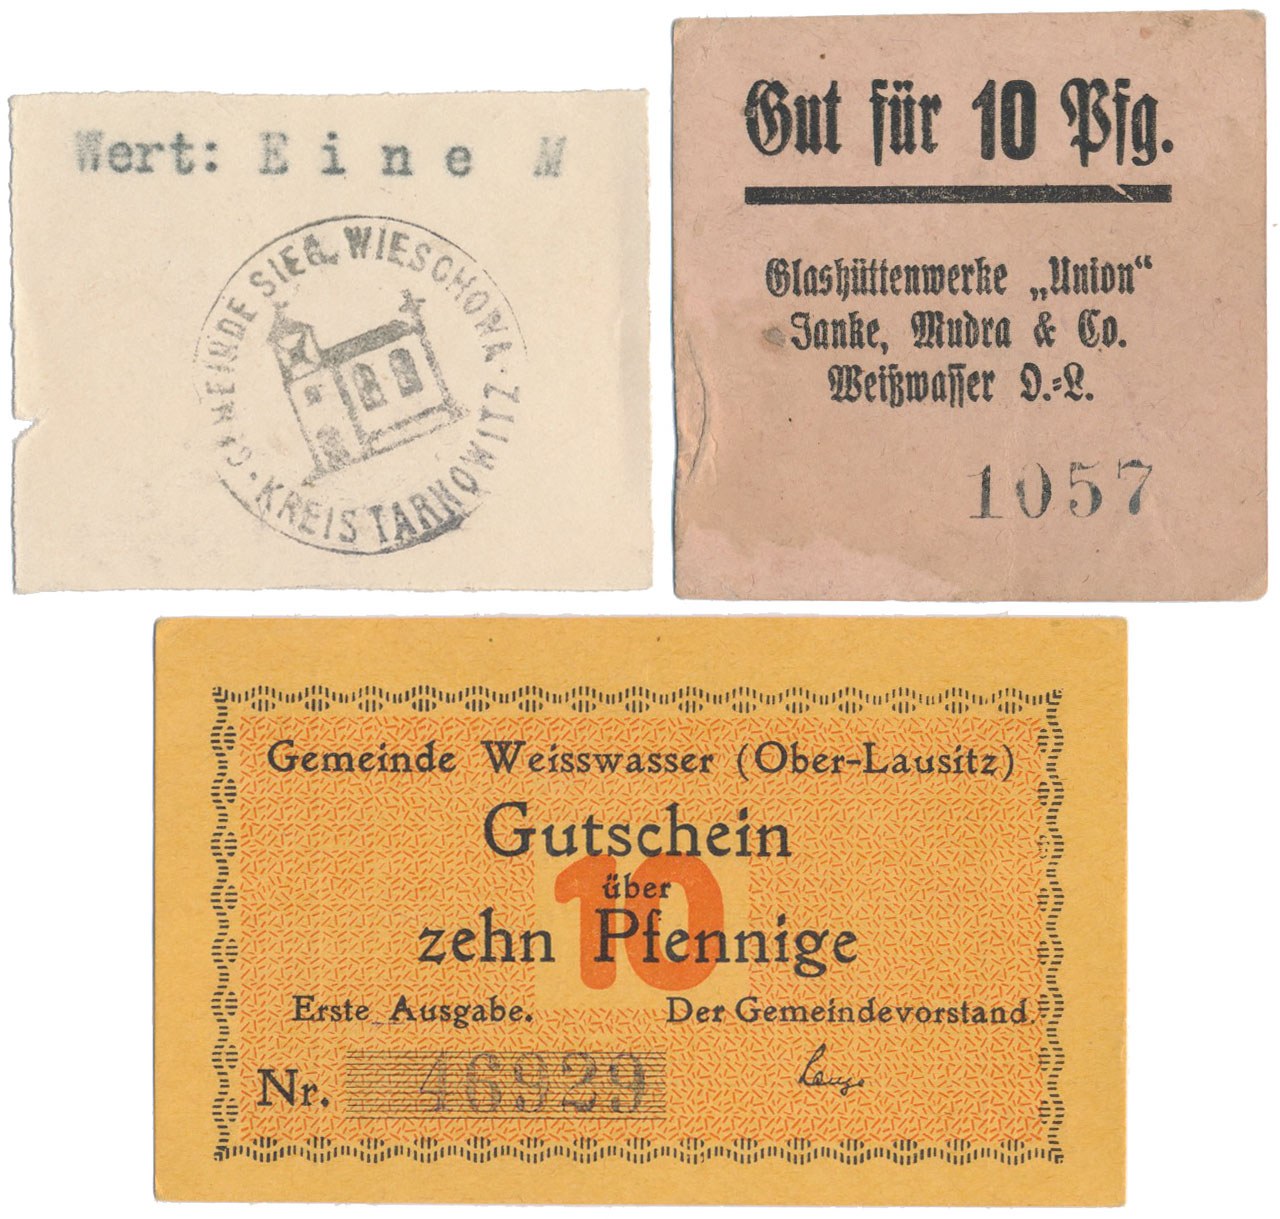 Wert: Eine M
GEMEINDE SIEG. WIESCHOWA · KREIS TARNOWITZ ·
Gut für 10 Pfg.
Glashüttenwerke „Union“
Janke, Mudra & Co.
Weißwasser O.=L.
1057
Gemeinde Weisswasser (Ober-Lausitz)
Gutschein
über
10
zehn Pfennige
Erste Ausgabe. Der Gemeindevorstand.
Nr. 46929
Lange